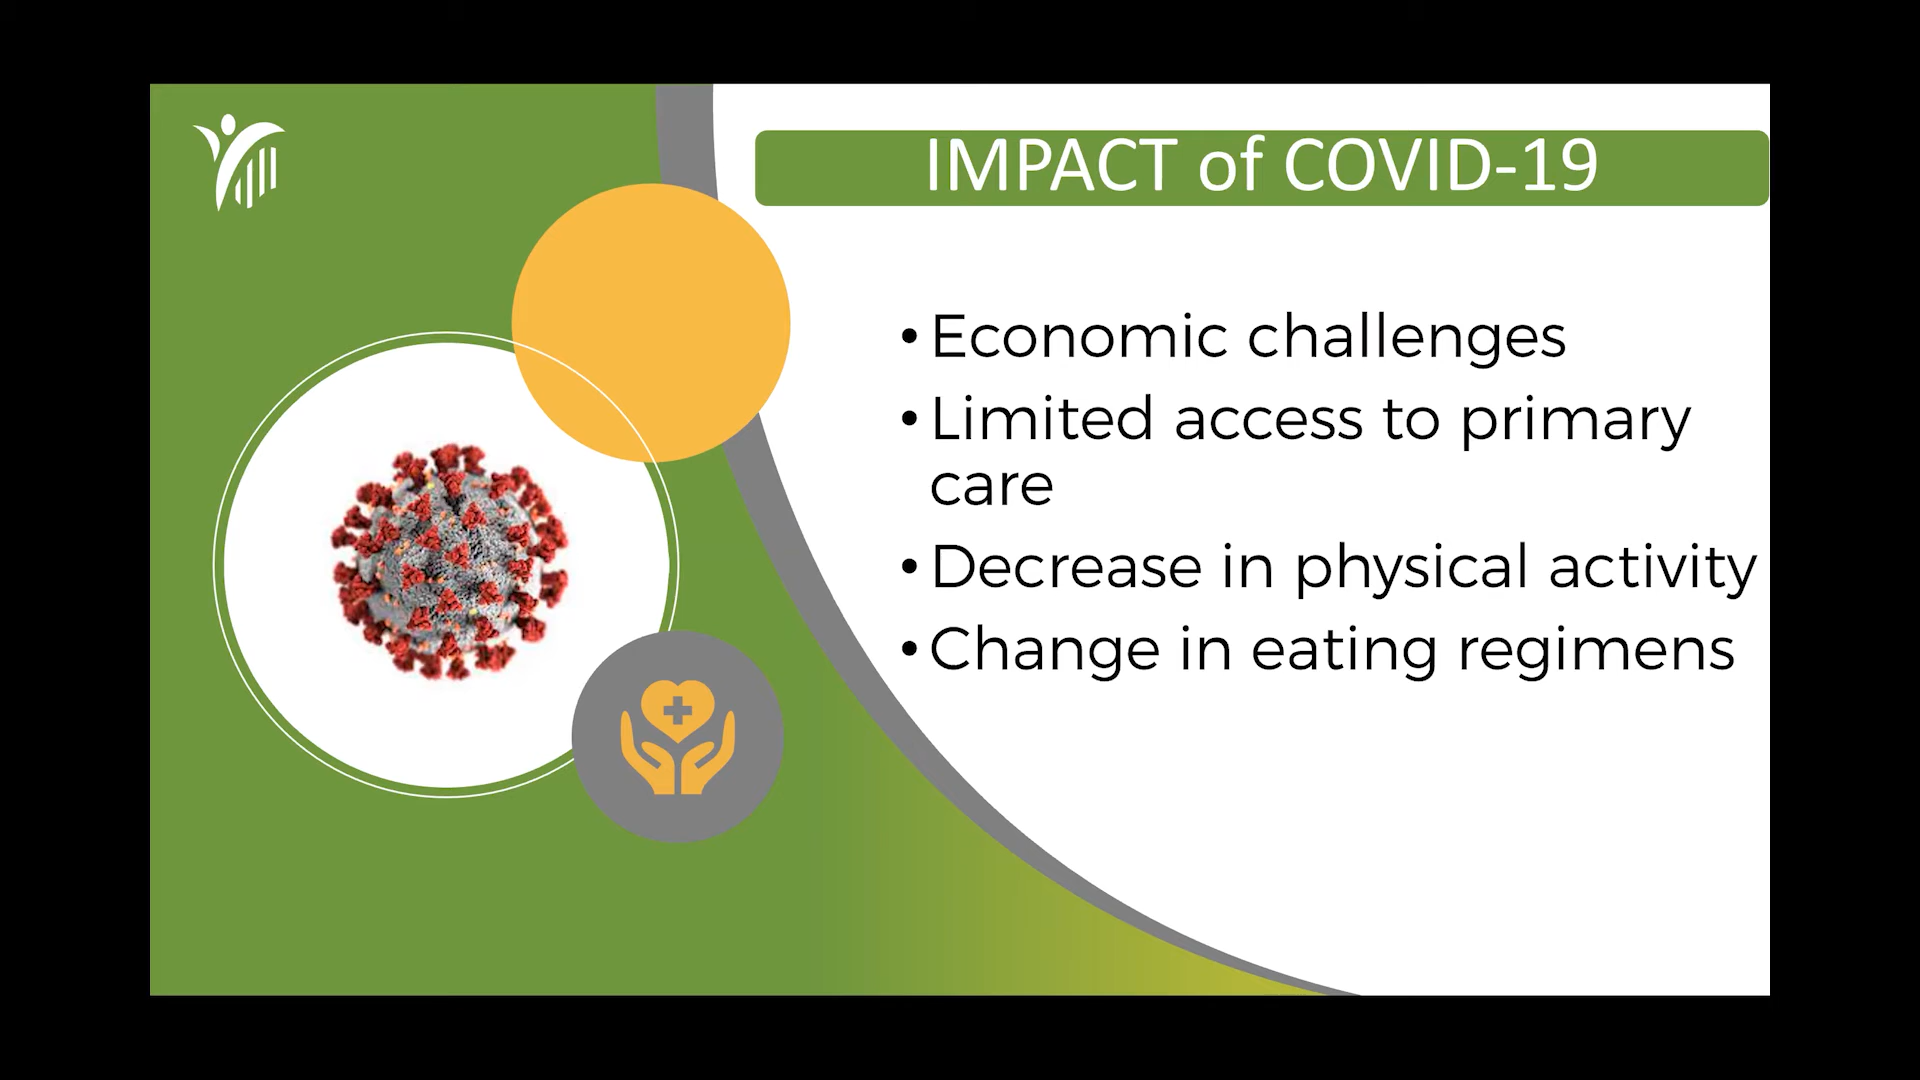 IMPACT of COVID-19
• Economic challenges
• Limited access to primary
care
• Decrease in physical activity
• Change in eating regimens